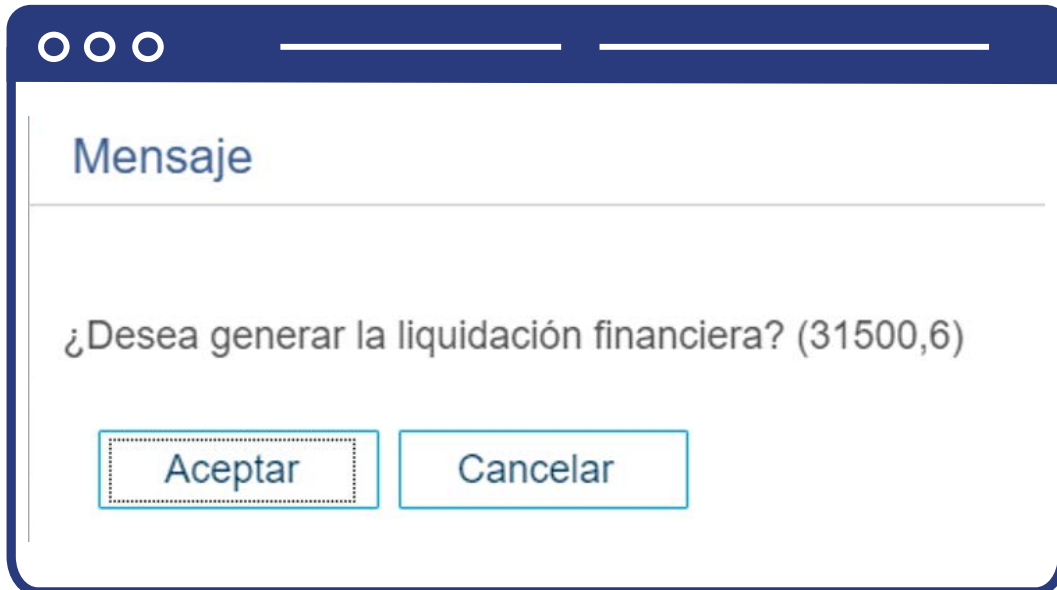 Mensaje
¿Desea generar la liquidación financiera? (31500,6)
Aceptar
Cancelar